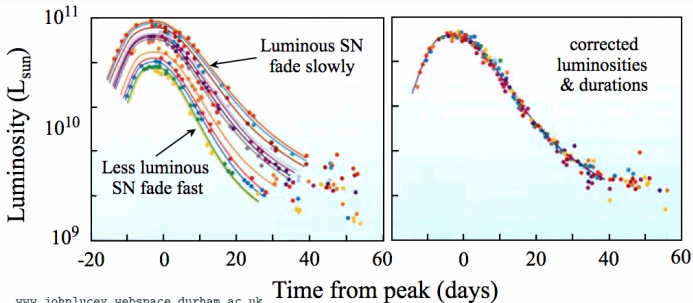 Luminosity (L_sun)
10^11
10^10
10^9
Luminous SN
fade slowly
Less luminous
SN fade fast
corrected
luminosities
& durations
-20 0 20 40 60 0 20 40 60
Time from peak (days)
www.johnlucey.webspace.durham.ac.uk